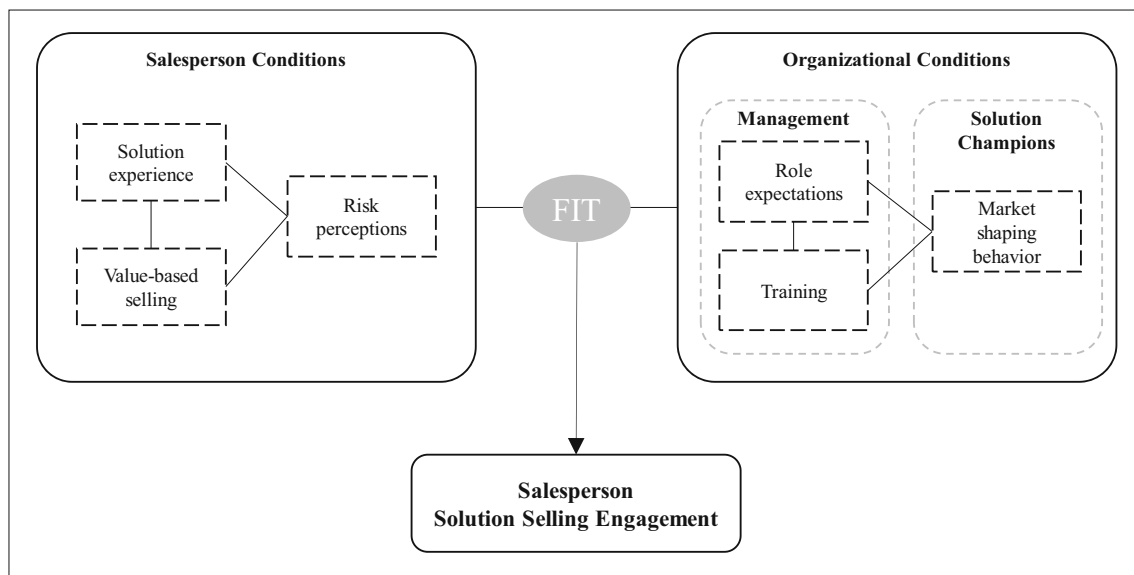 Salesperson Conditions
Solution
experience
Value-based
selling
Risk
perceptions
FIT
Organizational Conditions
Management
Role
expectations
Training
Solution
Champions
Market
shaping
behavior
Salesperson
Solution Selling Engagement